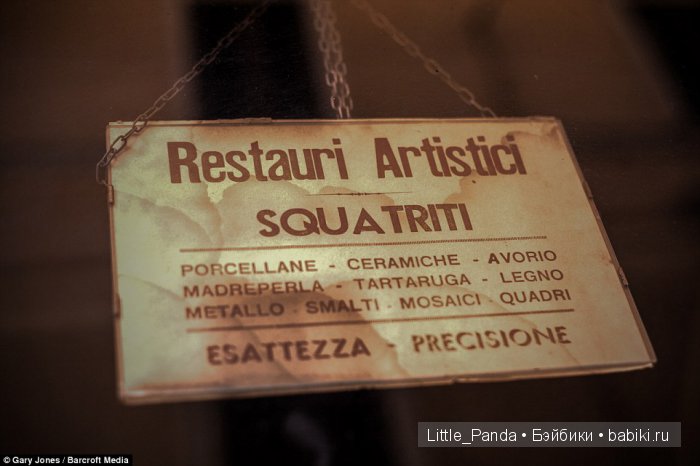 Restauri Artistici
SQUATRITI
PORCELLANE - CERAMICHE - AVORIO
MADREPERLA - TARTARUGA - LEGNO
METALLO - SMALTI - MOSAICI - QUADRI
ESATTEZZA - PRECISIONE
Little_Panda • Бэйбики • babiki.ru
© Gary Jones / Barcroft Media